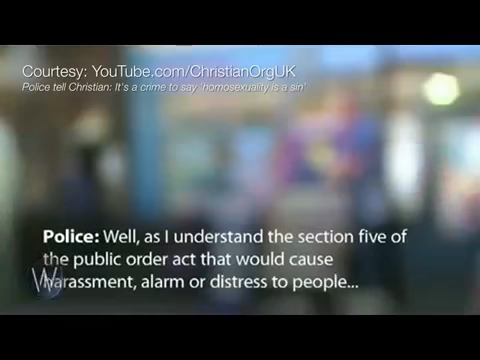 Courtesy: YouTube.com/ChristianOrgUK
Police tell Christian: It's a crime to say 'homosexuality is a sin'
Police: Well, as I understand the section five of
the public order act that would cause
harassment, alarm or distress to people...
W